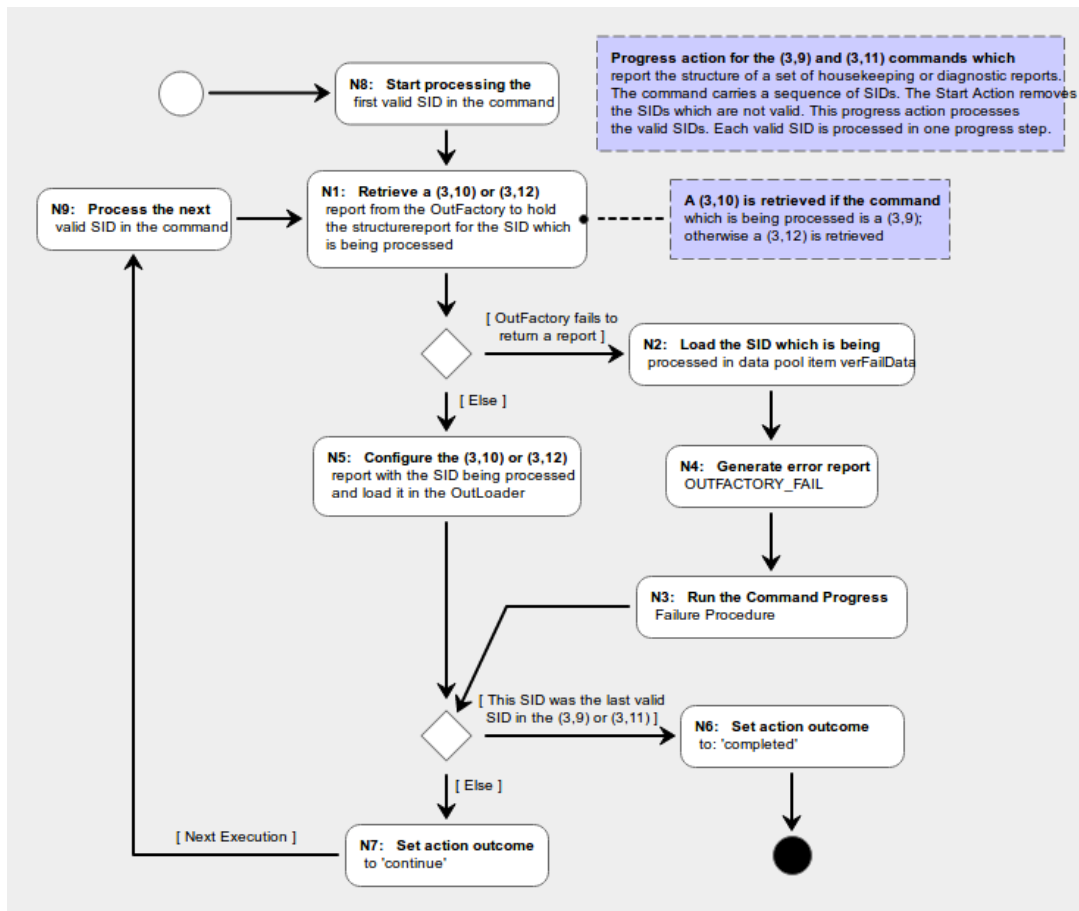 Progress action for the (3,9) and (3,11) commands which
report the structure of a set of housekeeping or diagnostic reports.
The command carries a sequence of SIDs. The Start Action removes
the SIDs which are not valid. This progress action processes
the valid SIDs. Each valid SID is processed in one progress step.
N8: Start processing the
first valid SID in the command
N9: Process the next
valid SID in the command
N1: Retrieve a (3,10) or (3,12)
report from the OutFactory to hold
the structurereport for the SID which
is being processed
A (3,10) is retrieved if the command
which is being processed is a (3,9);
otherwise a (3,12) is retrieved
[ OutFactory fails to
return a report ]
N2: Load the SID which is being
processed in data pool item verFailData
[ Else ]
N5: Configure the (3,10) or (3,12)
report with the SID being processed
and load it in the OutLoader
N4: Generate error report
OUTFACTORY_FAIL
N3: Run the Command Progress
Failure Procedure
[ This SID was the last valid
SID in the (3,9) or (3,11) ]
N6: Set action outcome
to: 'completed'
[ Else ]
[ Next Execution ]
N7: Set action outcome
to 'continue'